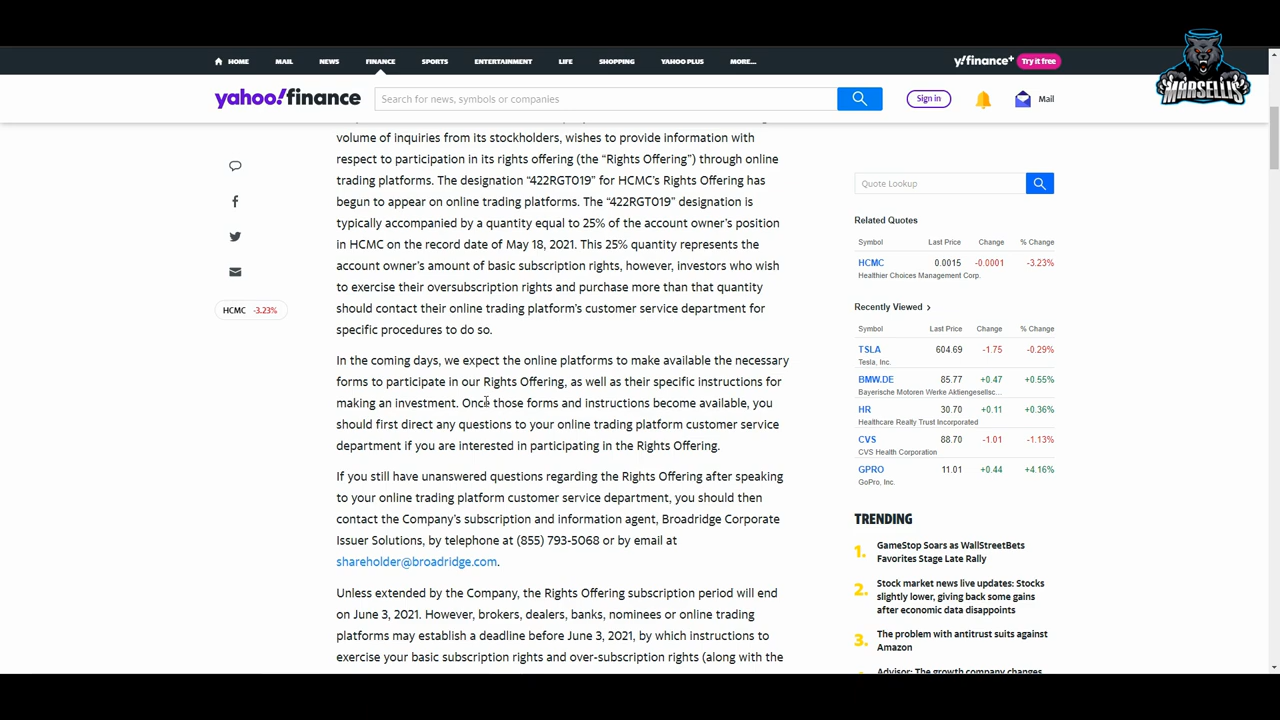 HOME
MAIL
NEWS
FINANCE
SPORTS
ENTERTAINMENT
LIFE
SHOPPING
YAHOO PLUS
MORE...
y!finance+
Try it free
MARSELLIS
yahoo!finance
Search for news, symbols or companies
Sign in
Mail
volume of inquiries from its stockholders, wishes to provide information with
respect to participation in its rights offering (the “Rights Offering”) through online
trading platforms. The designation “422RGT019” for HCMC’s Rights Offering has
begun to appear on online trading platforms. The “422RGT019” designation is
typically accompanied by a quantity equal to 25% of the account owner’s position
in HCMC on the record date of May 18, 2021. This 25% quantity represents the
account owner’s amount of basic subscription rights, however, investors who wish
to exercise their oversubscription rights and purchase more than that quantity
should contact their online trading platform’s customer service department for
specific procedures to do so.
In the coming days, we expect the online platforms to make available the necessary
forms to participate in our Rights Offering, as well as their specific instructions for
making an investment. Once those forms and instructions become available, you
should first direct any questions to your online trading platform customer service
department if you are interested in participating in the Rights Offering.
If you still have unanswered questions regarding the Rights Offering after speaking
to your online trading platform customer service department, you should then
contact the Company’s subscription and information agent, Broadridge Corporate
Issuer Solutions, by telephone at (855) 793-5068 or by email at
shareholder@broadridge.com.
Unless extended by the Company, the Rights Offering subscription period will end
on June 3, 2021. However, brokers, dealers, banks, nominees or online trading
platforms may establish a deadline before June 3, 2021, by which instructions to
exercise your basic subscription rights and over-subscription rights (along with the
HCMC -3.23%
Quote Lookup
Related Quotes
Symbol Last Price Change % Change
HCMC 0.0015 -0.0001 -3.23%
Healthier Choices Management Corp.
Recently Viewed
Symbol Last Price Change % Change
TSLA 604.69 -1.75 -0.29%
Tesla, Inc.
BMW.DE 85.77 +0.47 +0.55%
Bayerische Motoren Werke Aktiengesellsc...
HR 30.70 +0.11 +0.36%
Healthcare Realty Trust Incorporated
CVS 88.70 -1.01 -1.13%
CVS Health Corporation
GPRO 11.01 +0.44 +4.16%
GoPro, Inc.
TRENDING
1. GameStop Soars as WallStreetBets
Favorites Stage Late Rally
2. Stock market news live updates: Stocks
slightly lower, giving back some gains
after economic data disappoints
3. The problem with antitrust suits against
Amazon
Advisor: The growth company changes